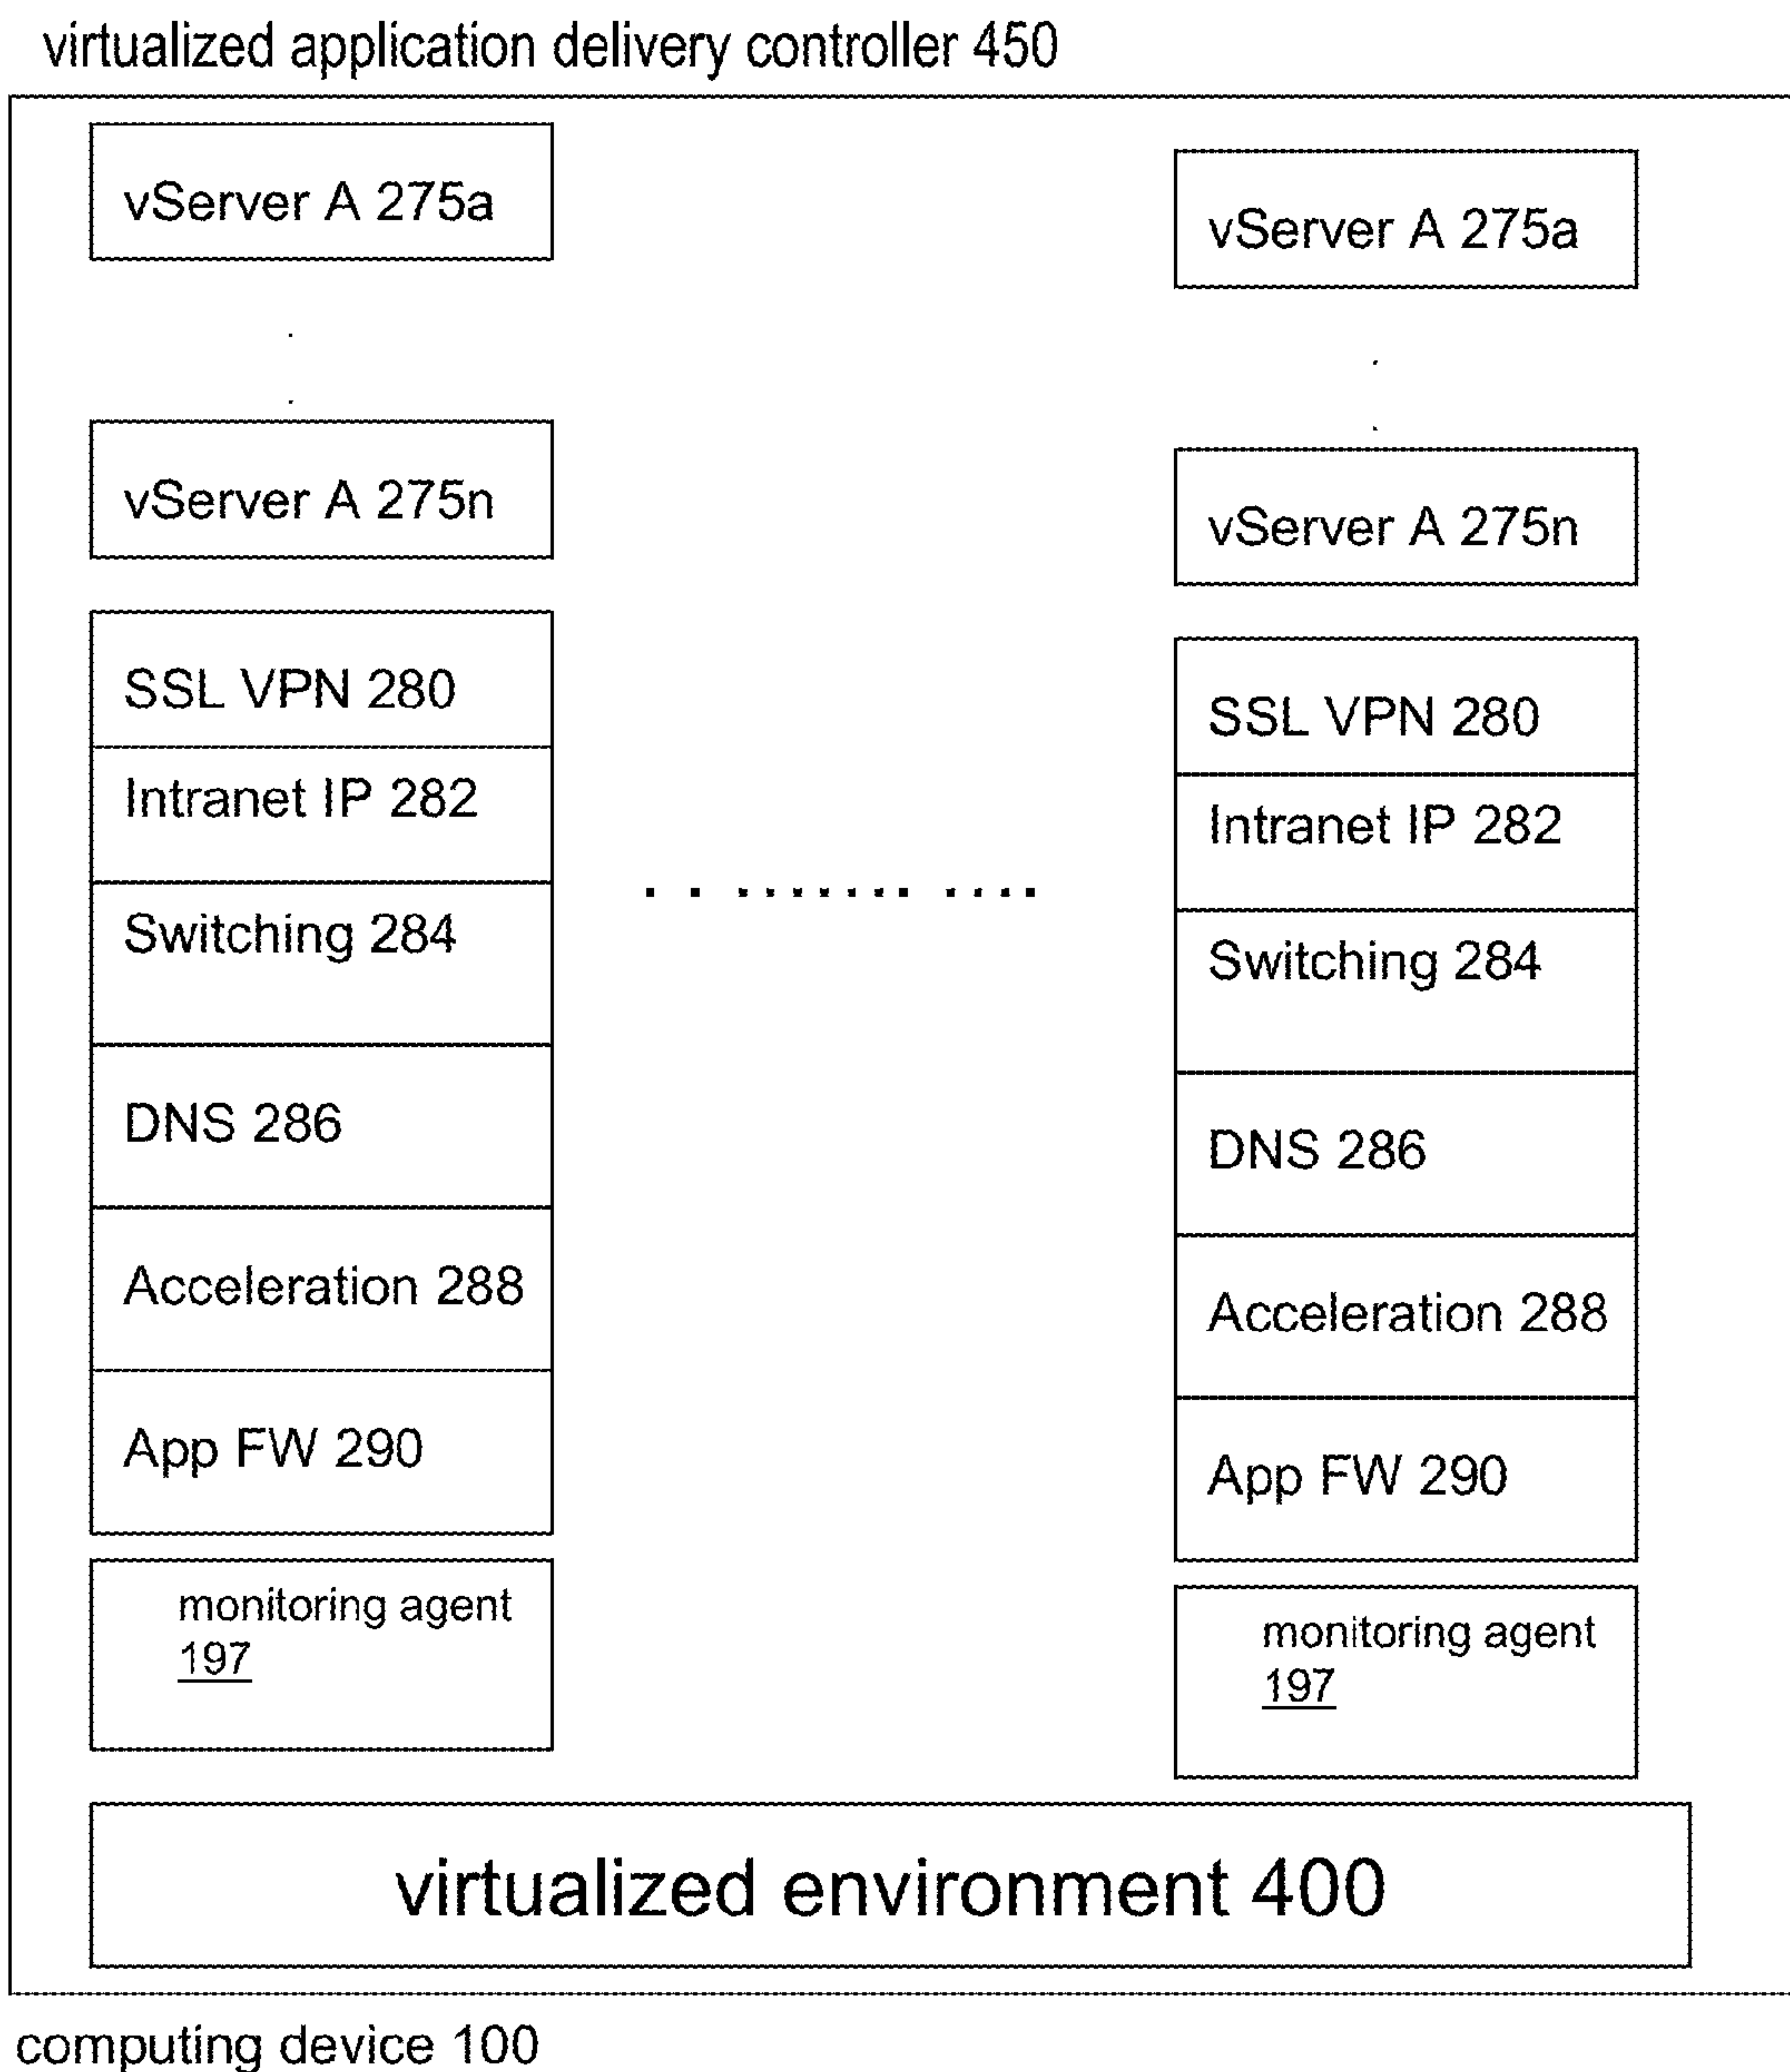 virtualized application delivery controller 450
vServer A 275a
vServer A 275n
SSL VPN 280
Intranet IP 282
Switching 284
DNS 286
Acceleration 288
App FW 290
monitoring agent
197
vServer A 275a
vServer A 275n
SSL VPN 280
Intranet IP 282
Switching 284
DNS 286
Acceleration 288
App FW 290
monitoring agent
197
virtualized environment 400
computing device 100